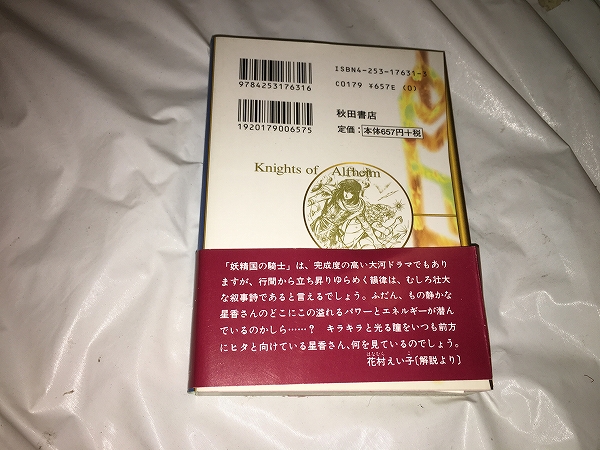 ISBN4-253-17631-3
9784253176316
C0179 ¥657E (0)
秋田書店
1920179006575
定価：本体657円＋税
Knights of Alfheim
「妖精国の騎士」は、完成度の高い大河ドラマでもあり
ますが、行間から立ち昇りゆらめく韻律は、むしろ壮大
な叙事詩であると言えるでしょう。ふだん、もの静かな
星香さんのどこにこの溢れるパワーとエネルギーが潜ん
でいるのかしら……？　キラキラと光る瞳をいつも前方
にヒタと向けている星香さん、何を見ているのでしょう。
はなむら
花村えい子〔解説より〕